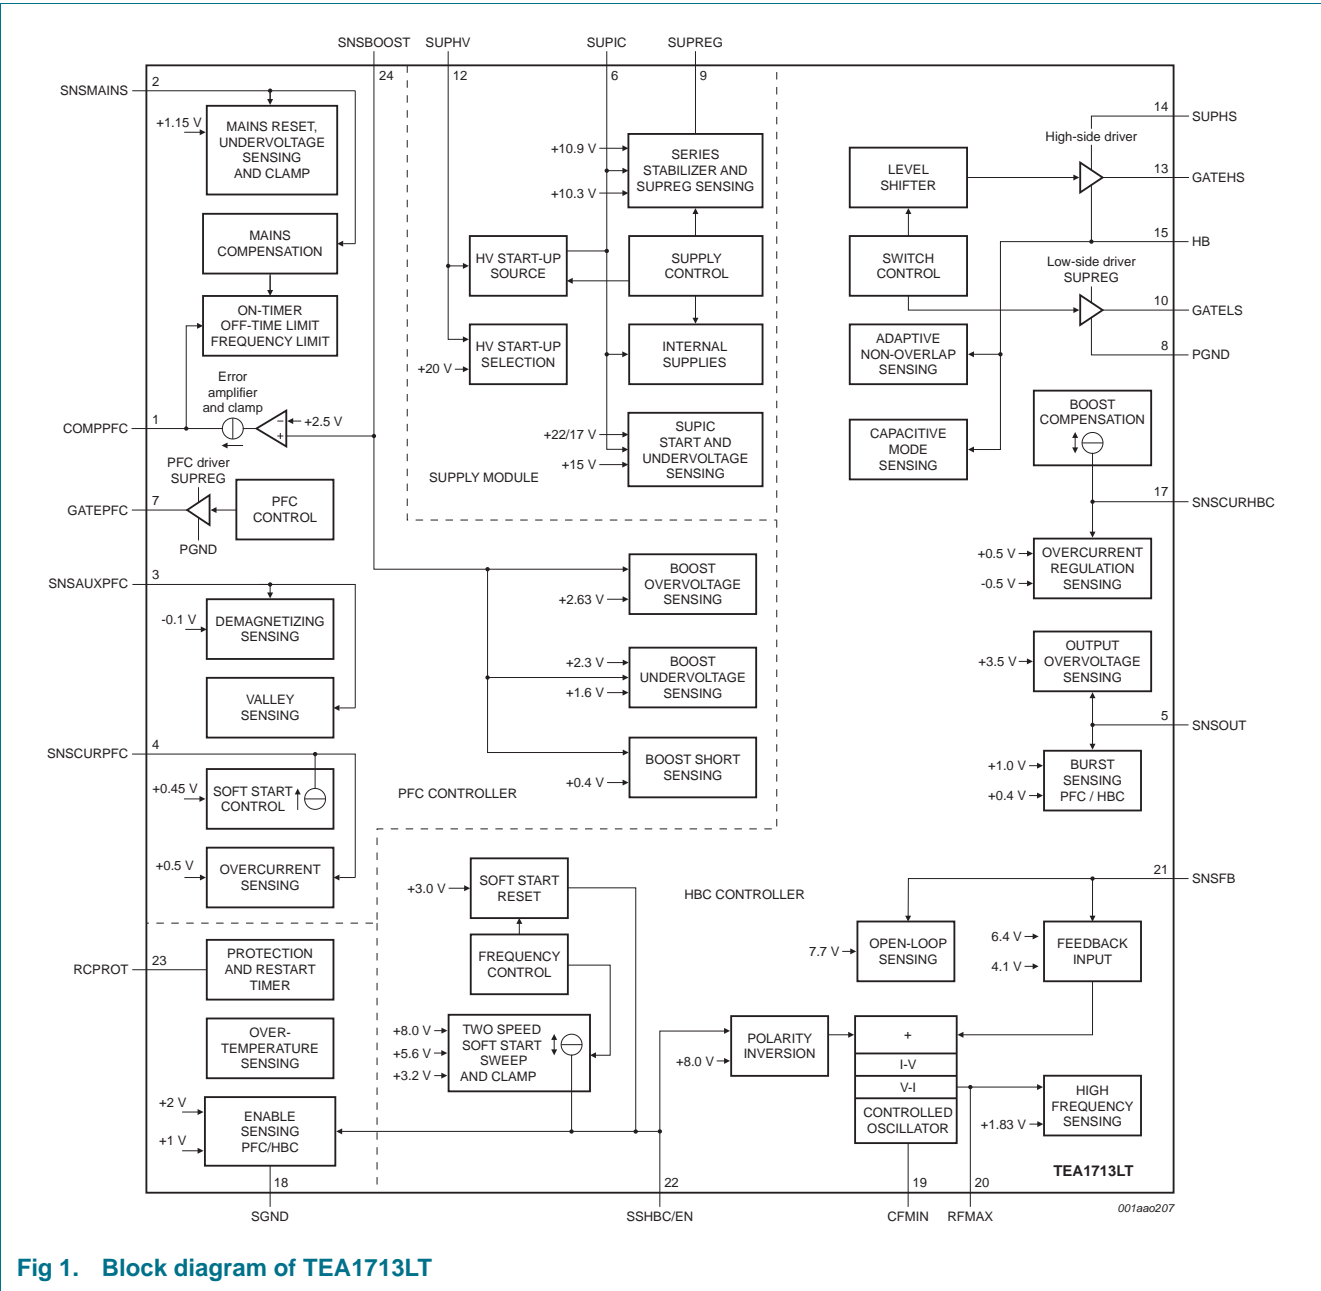 SNSBOOST
SUPHV
SUPIC
SUPREG
24
12
6
9
SNSMAINS
2
+1.15 V
MAINS RESET,
UNDERVOLTAGE
SENSING
AND CLAMP
MAINS
COMPENSATION
ON-TIMER
OFF-TIME LIMIT
FREQUENCY LIMIT
Error
amplifier
and clamp
COMPPFC
1
−
+
+2.5 V
PFC driver
SUPREG
GATEPFC
7
PFC
CONTROL
PGND
SNSAUXPFC
3
-0.1 V
DEMAGNETIZING
SENSING
VALLEY
SENSING
SNSCURPFC
4
+0.45 V
SOFT START
CONTROL
+0.5 V
OVERCURRENT
SENSING
RCPROT
23
PROTECTION
AND RESTART
TIMER
OVER-
TEMPERATURE
SENSING
+2 V
+1 V
ENABLE
SENSING
PFC/HBC
18
SGND
+10.9 V
+10.3 V
SERIES
STABILIZER AND
SUPREG SENSING
HV START-UP
SOURCE
SUPPLY
CONTROL
HV START-UP
SELECTION
+20 V
INTERNAL
SUPPLIES
+22/17 V
+15 V
SUPIC
START AND
UNDERVOLTAGE
SENSING
SUPPLY MODULE
BOOST
OVERVOLTAGE
SENSING
+2.63 V
+2.3 V
+1.6 V
BOOST
UNDERVOLTAGE
SENSING
BOOST SHORT
SENSING
+0.4 V
PFC CONTROLLER
+3.0 V
SOFT START
RESET
HBC CONTROLLER
FREQUENCY
CONTROL
+8.0 V
+5.6 V
+3.2 V
TWO SPEED
SOFT START
SWEEP
AND CLAMP
POLARITY
INVERSION
+8.0 V
+
I-V
V-I
CONTROLLED
OSCILLATOR
22
SSHBC/EN
19
CFMIN
20
RFMAX
14
SUPHS
High-side driver
LEVEL
SHIFTER
13
GATEHS
15
HB
SWITCH
CONTROL
Low-side driver
SUPREG
10
GATELS
8
PGND
ADAPTIVE
NON-OVERLAP
SENSING
CAPACITIVE
MODE
SENSING
BOOST
COMPENSATION
17
SNSCURHBC
+0.5 V
-0.5 V
OVERCURRENT
REGULATION
SENSING
+3.5 V
OUTPUT
OVERVOLTAGE
SENSING
5
SNSOUT
+1.0 V
+0.4 V
BURST
SENSING
PFC / HBC
21
SNSFB
7.7 V
OPEN-LOOP
SENSING
6.4 V
4.1 V
FEEDBACK
INPUT
HIGH
FREQUENCY
SENSING
+1.83 V
TEA1713LT
001aao207
Fig 1. Block diagram of TEA1713LT